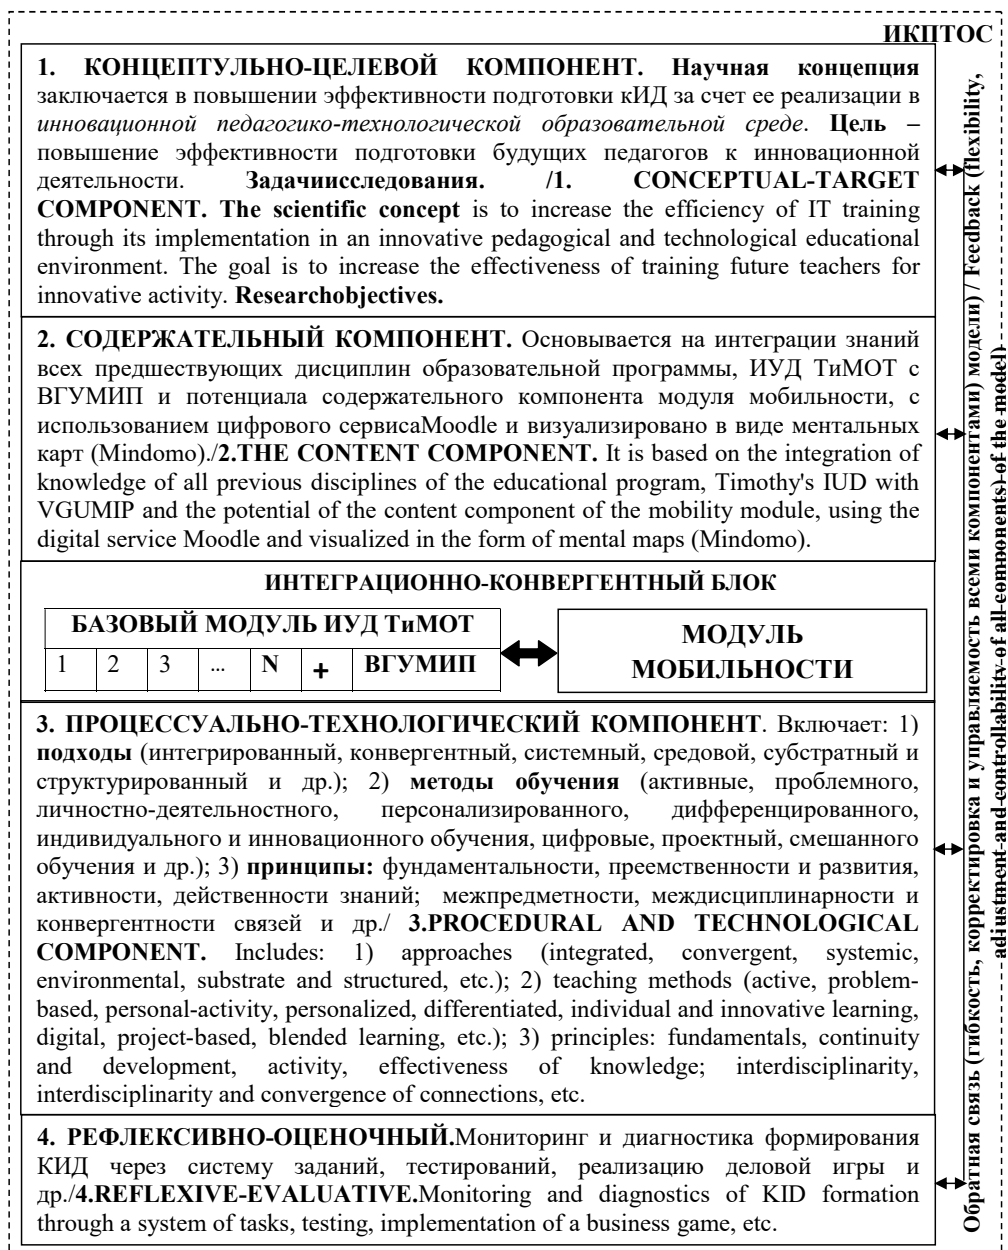 ИКПТОС
1. КОНЦЕПТУЛЬНО-ЦЕЛЕВОЙ КОМПОНЕНТ. Научная концепция
заключается в повышении эффективности подготовки кИД за счет ее реализации в
инновационной педагогико-технологической образовательной среде. Цель –
повышение эффективности подготовки будущих педагогов к инновационной
деятельности. Задачиисследования. /1. CONCEPTUAL-TARGET
COMPONENT. The scientific concept is to increase the efficiency of IT training
through its implementation in an innovative pedagogical and technological educational
environment. The goal is to increase the effectiveness of training future teachers for
innovative activity. Researchobjectives.
2. СОДЕРЖАТЕЛЬНЫЙ КОМПОНЕНТ. Основывается на интеграции знаний
всех предшествующих дисциплин образовательной программы, ИУД ТиМОТ с
ВГУМИП и потенциала содержательного компонента модуля мобильности, с
использованием цифрового сервисаMoodle и визуализировано в виде ментальных
карт (Mindomo)./2.THE CONTENT COMPONENT. It is based on the integration of
knowledge of all previous disciplines of the educational program, Timothy's IUD with
VGUMIP and the potential of the content component of the mobility module, using the
digital service Moodle and visualized in the form of mental maps (Mindomo).
ИНТЕГРАЦИОННО-КОНВЕРГЕНТНЫЙ БЛОК
БАЗОВЫЙ МОДУЛЬ ИУД ТиМОТ
1 2 3 ... N + ВГУМИП
МОДУЛЬ
МОБИЛЬНОСТИ
3. ПРОЦЕССУАЛЬНО-ТЕХНОЛОГИЧЕСКИЙ КОМПОНЕНТ. Включает: 1)
подходы (интегрированный, конвергентный, системный, средовой, субстратный и
структурированный и др.); 2) методы обучения (активные, проблемного,
личностно-деятельностного, персонализированного, дифференцированного,
индивидуального и инновационного обучения, цифровые, проектный, смешанного
обучения и др.); 3) принципы: фундаментальности, преемственности и развития,
активности, действенности знаний; межпредметности, междисциплинарности и
конвергентности связей и др./ 3.PROCEDURAL AND TECHNOLOGICAL
COMPONENT. Includes: 1) approaches (integrated, convergent, systemic,
environmental, substrate and structured, etc.); 2) teaching methods (active, problem-
based, personal-activity, personalized, differentiated, individual and innovative learning,
digital, project-based, blended learning, etc.); 3) principles: fundamentals, continuity
and development, activity, effectiveness of knowledge; interdisciplinarity,
interdisciplinarity and convergence of connections, etc.
4. РЕФЛЕКСИВНО-ОЦЕНОЧНЫЙ.Мониторинг и диагностика формирования
КИД через систему заданий, тестирований, реализацию деловой игры и
др./4.REFLEXIVE-EVALUATIVE.Monitoring and diagnostics of KID formation
through a system of tasks, testing, implementation of a business game, etc.
Обратная связь (гибкость, корректировка и управляемость всеми компонентами) модели) / Feedback (flexibility,
adjustment and controllability of all components) of the model)